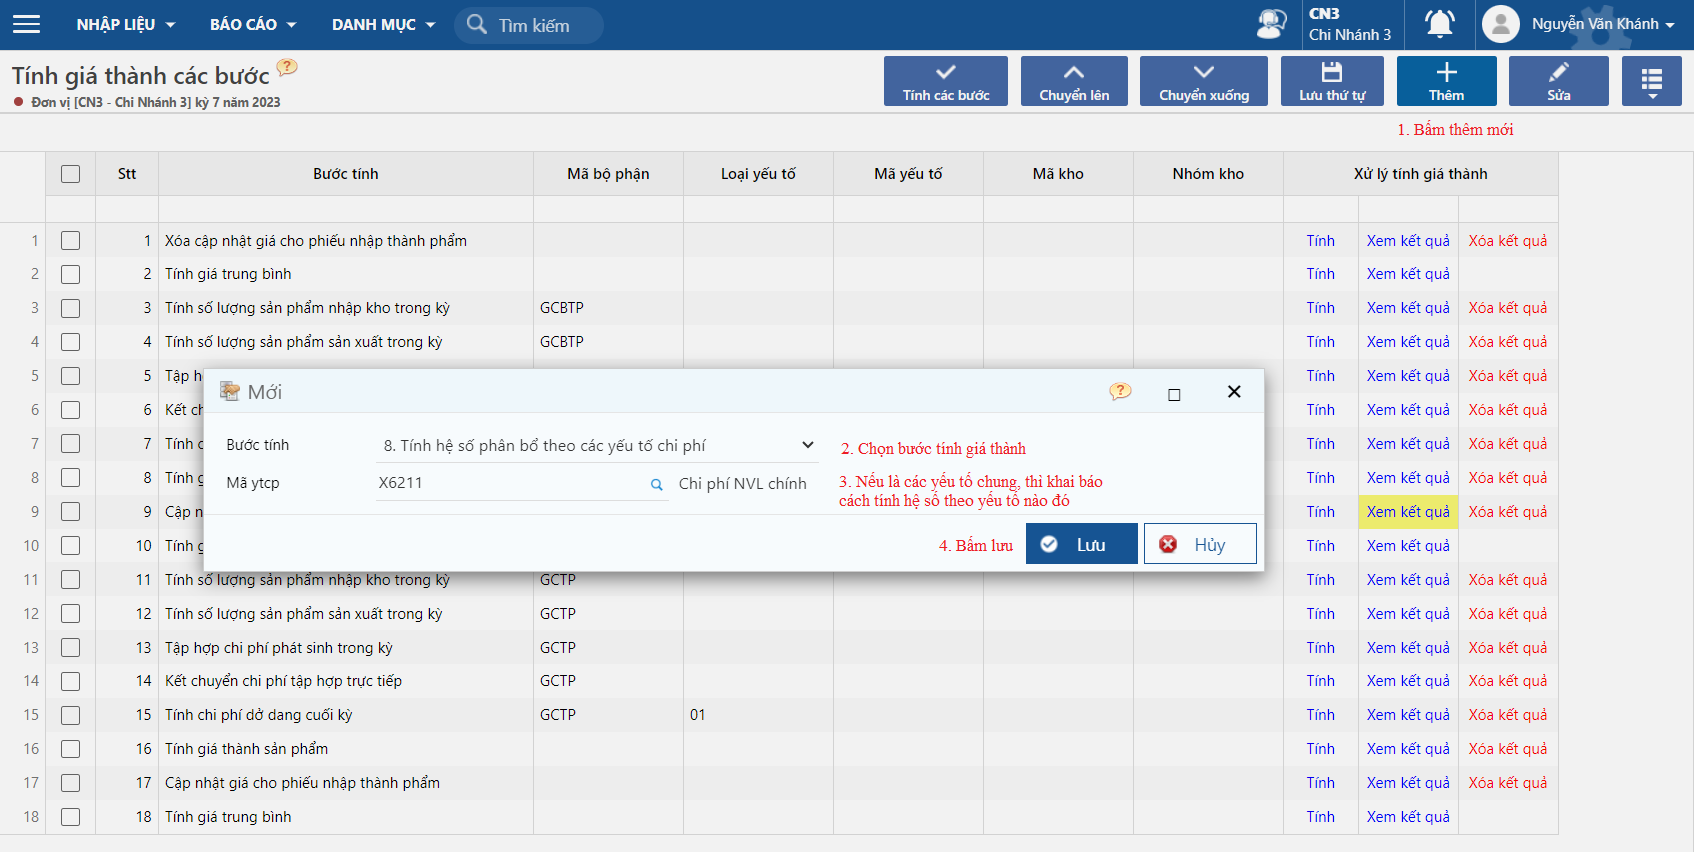 NHẬP LIỆU BÁO CÁO DANH MỤC Tìm kiếm CN3 Chi Nhánh 3 Nguyễn Văn Khánh
Tính giá thành các bước
Đơn vị [CN3 - Chi Nhánh 3] kỳ 7 năm 2023
Tính các bước Chuyển lên Chuyển xuống Lưu thứ tự Thêm Sửa
1. Bấm thêm mới
Stt Bước tính Mã bộ phận Loại yếu tố Mã yếu tố Mã kho Nhóm kho Xử lý tính giá thành
1 1 Xóa cập nhật giá cho phiếu nhập thành phẩm Tính Xem kết quả Xóa kết quả
2 2 Tính giá trung bình Tính Xem kết quả
3 3 Tính số lượng sản phẩm nhập kho trong kỳ GCBTP Tính Xem kết quả Xóa kết quả
4 4 Tính số lượng sản phẩm sản xuất trong kỳ GCBTP Tính Xem kết quả Xóa kết quả
5 5 Tập h Tính Xem kết quả Xóa kết quả
6 6 Kết ch Tính Xem kết quả Xóa kết quả
7 7 Tính c Tính Xem kết quả Xóa kết quả
8 8 Tính g Tính Xem kết quả Xóa kết quả
9 9 Cập n Tính Xem kết quả Xóa kết quả
10 10 Tính g Tính Xem kết quả
Mới
Bước tính 8. Tính hệ số phân bổ theo các yếu tố chi phí
2. Chọn bước tính giá thành
Mã ytcp X6211 Chi phí NVL chính
3. Nếu là các yếu tố chung, thì khai báo
cách tính hệ số theo yếu tố nào đó
4. Bấm lưu Lưu Hủy
11 11 Tính số lượng sản phẩm nhập kho trong kỳ GCTP Tính Xem kết quả Xóa kết quả
12 12 Tính số lượng sản phẩm sản xuất trong kỳ GCTP Tính Xem kết quả Xóa kết quả
13 13 Tập hợp chi phí phát sinh trong kỳ GCTP Tính Xem kết quả Xóa kết quả
14 14 Kết chuyển chi phí tập hợp trực tiếp GCTP Tính Xem kết quả Xóa kết quả
15 15 Tính chi phí dở dang cuối kỳ GCTP 01 Tính Xem kết quả Xóa kết quả
16 16 Tính giá thành sản phẩm Tính Xem kết quả Xóa kết quả
17 17 Cập nhật giá cho phiếu nhập thành phẩm Tính Xem kết quả Xóa kết quả
18 18 Tính giá trung bình Tính Xem kết quả